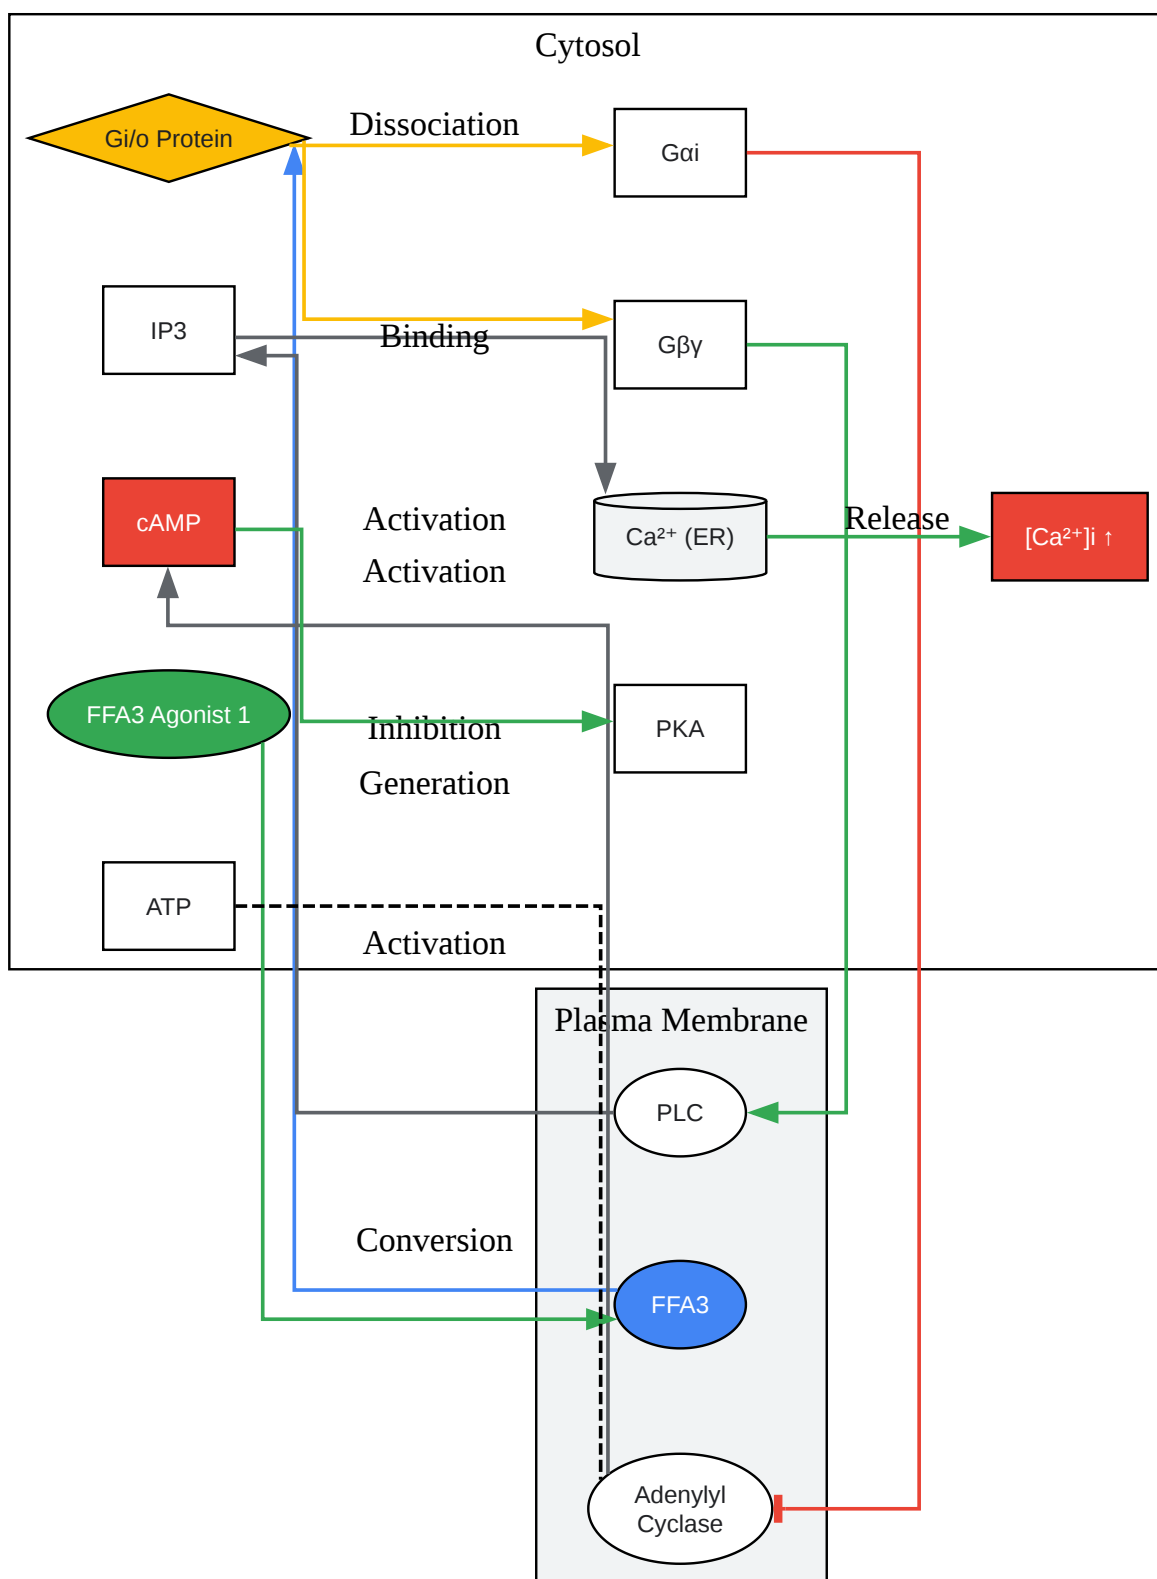 Cytosol
Gi/o Protein
Dissociation
Gαi
IP3
Binding
Gβγ
cAMP
Activation
Ca²⁺ (ER)
Release
[Ca²⁺]i ↑
Activation
FFA3 Agonist 1
Inhibition
PKA
Generation
ATP
Activation
Plasma Membrane
PLC
Conversion
FFA3
Adenylyl
Cyclase